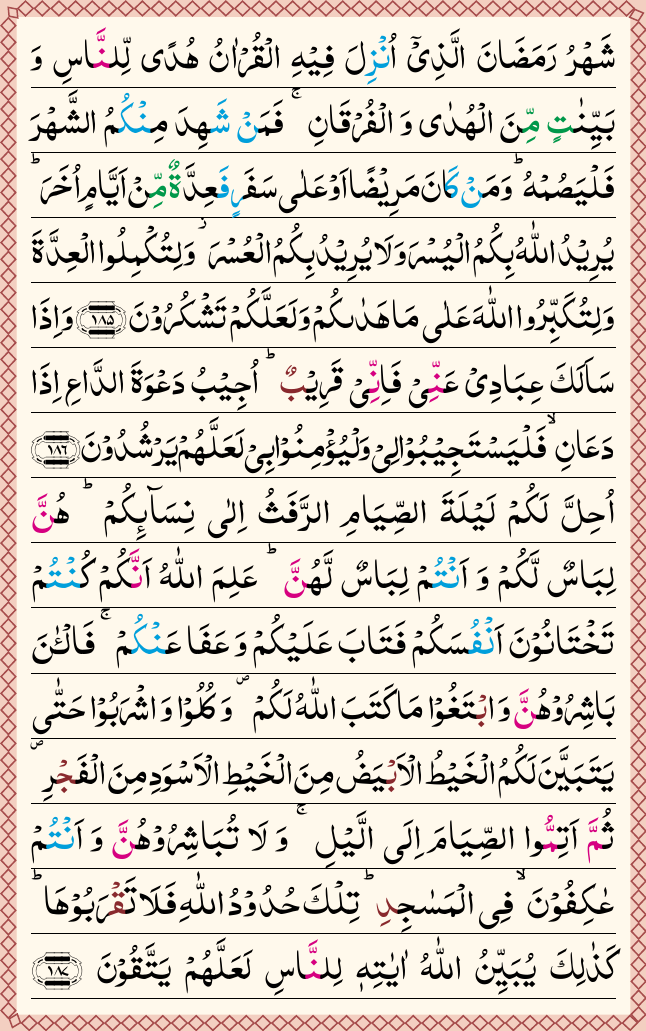 شَهْرُ رَمَضَانَ الَّذِیْۤ اُنْزِلَ فِیْهِ الْقُرْاٰنُ هُدًی لِّلنَّاسِ وَ
بَیِّنٰتٍ مِّنَ الْهُدٰی وَ الْفُرْقَانِ ۚ فَمَنْ شَهِدَ مِنْكُمُ الشَّهْرَ
فَلْیَصُمْهُ ؕ وَمَنْ كَانَ مَرِیْضًا اَوْ عَلٰی سَفَرٍ فَعِدَّةٌ مِّنْ اَیَّامٍ اُخَرَ ؕ
یُرِیْدُ اللّٰهُ بِكُمُ الْیُسْرَ وَلَا یُرِیْدُ بِكُمُ الْعُسْرَ ؗ وَلِتُكْمِلُوا الْعِدَّةَ
وَلِتُكَبِّرُوا اللّٰهَ عَلٰی مَا هَدٰىكُمْ وَلَعَلَّكُمْ تَشْكُرُوْنَ ﴿۱۸۵﴾ وَاِذَا
سَاَلَكَ عِبَادِیْ عَنِّیْ فَاِنِّیْ قَرِیْبٌ ؕ اُجِیْبُ دَعْوَةَ الدَّاعِ اِذَا
دَعَانِ ۙ فَلْیَسْتَجِیْبُوْا لِیْ وَلْیُؤْمِنُوْا بِیْ لَعَلَّهُمْ یَرْشُدُوْنَ ﴿۱۸۶﴾
اُحِلَّ لَكُمْ لَیْلَةَ الصِّیَامِ الرَّفَثُ اِلٰی نِسَآىِٕكُمْ ؕ هُنَّ
لِبَاسٌ لَّكُمْ وَ اَنْتُمْ لِبَاسٌ لَّهُنَّ ؕ عَلِمَ اللّٰهُ اَنَّكُمْ كُنْتُمْ
تَخْتَانُوْنَ اَنْفُسَكُمْ فَتَابَ عَلَیْكُمْ وَ عَفَا عَنْكُمْ ۚ فَالْـٰٔنَ
بَاشِرُوْهُنَّ وَابْتَغُوْا مَا كَتَبَ اللّٰهُ لَكُمْ ۪ وَ كُلُوْا وَ اشْرَبُوْا حَتّٰی
یَتَبَیَّنَ لَكُمُ الْخَیْطُ الْاَبْیَضُ مِنَ الْخَیْطِ الْاَسْوَدِ مِنَ الْفَجْرِ ۪
ثُمَّ اَتِمُّوا الصِّیَامَ اِلَی الَّیْلِ ۚ وَ لَا تُبَاشِرُوْهُنَّ وَ اَنْتُمْ
عٰكِفُوْنَ ۙ فِی الْمَسٰجِدِ ؕ تِلْكَ حُدُوْدُ اللّٰهِ فَلَا تَقْرَبُوْهَا ؕ
كَذٰلِكَ یُبَیِّنُ اللّٰهُ اٰیٰتِهٖ لِلنَّاسِ لَعَلَّهُمْ یَتَّقُوْنَ ﴿۱۸۷﴾